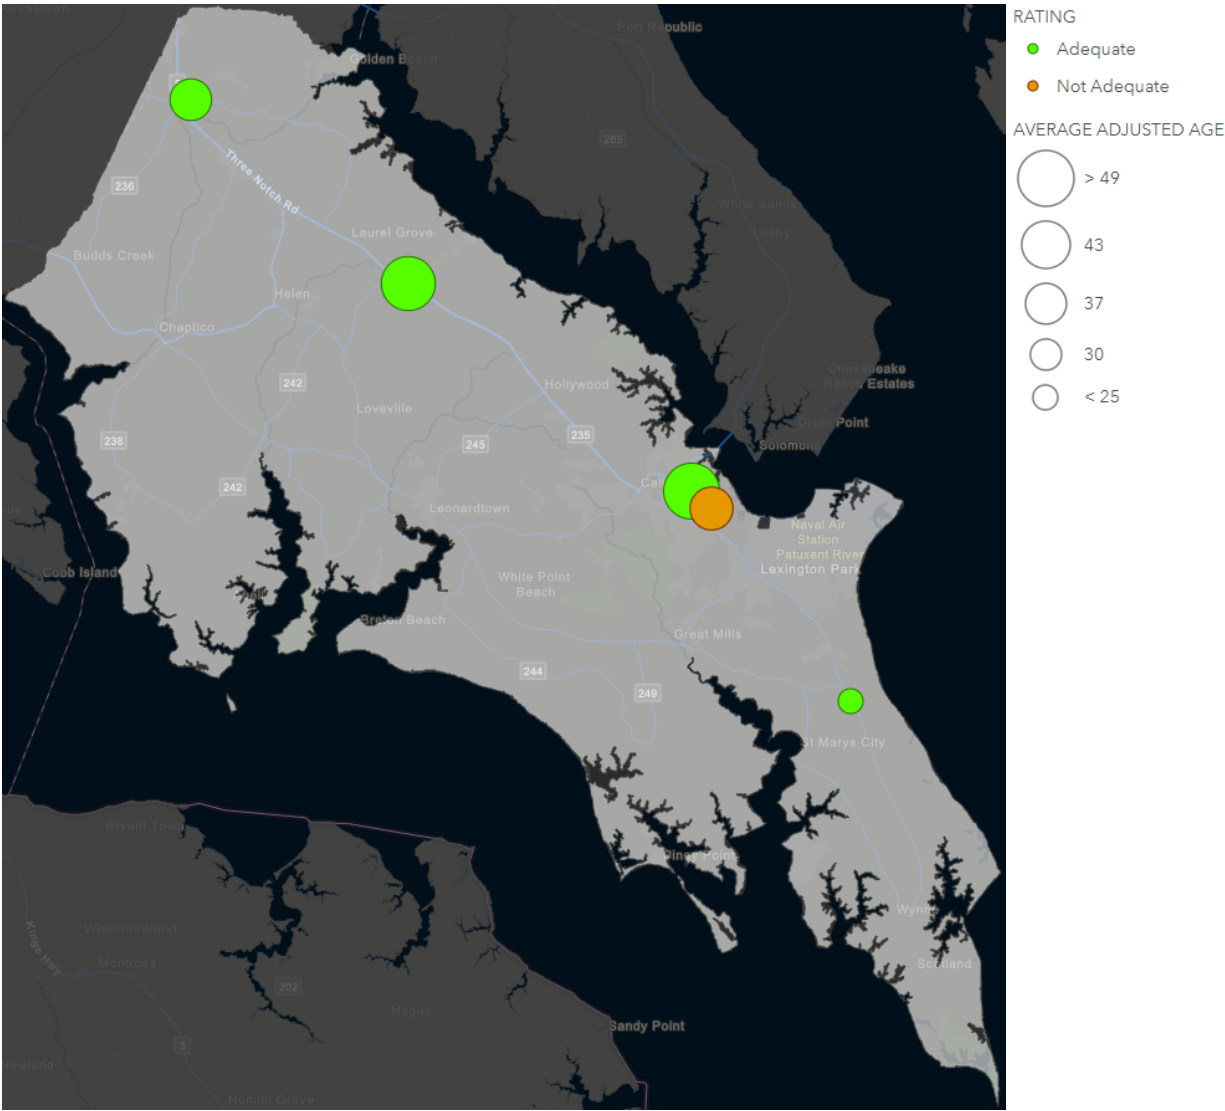 RATING
Adequate
Not Adequate
AVERAGE ADJUSTED AGE
> 49
43
37
30
< 25
Port Republic
Golden Beach
265
Three Notch Rd
236
White Sands
Lusby
Laurel Grove
Budds Creek
Helen
Chaptico
Chesapeake
Ranch Estates
242
Hollywood
Loveville
Drum Point
235
238
245
Solomons
242
Leonardtown
Naval Air
Station
Patuxent River
Lexington Park
Cobb Island
White Point
Beach
Breton Beach
Great Mills
244
249
St Marys City
Bryant Town
Piney Point
Kings Hwy
Westmoreland
Montross
Scotland
202
Hague
Sandy Point
3
Newland
Nomini Grove